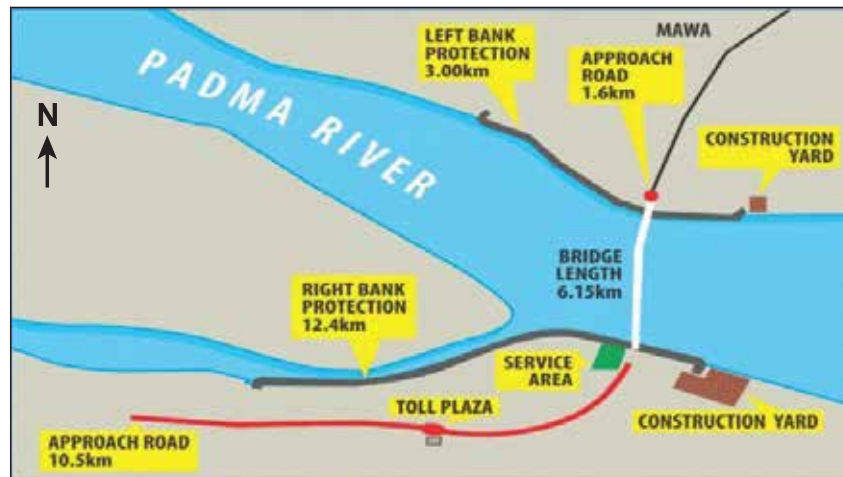 MAWA
LEFT BANK
PROTECTION
3.00km
APPROACH
ROAD
1.6km
PADMA RIVER
N
CONSTRUCTION
YARD
BRIDGE
LENGTH
6.15km
RIGHT BANK
PROTECTION
12.4km
SERVICE
AREA
TOLL PLAZA
CONSTRUCTION YARD
APPROACH ROAD
10.5km